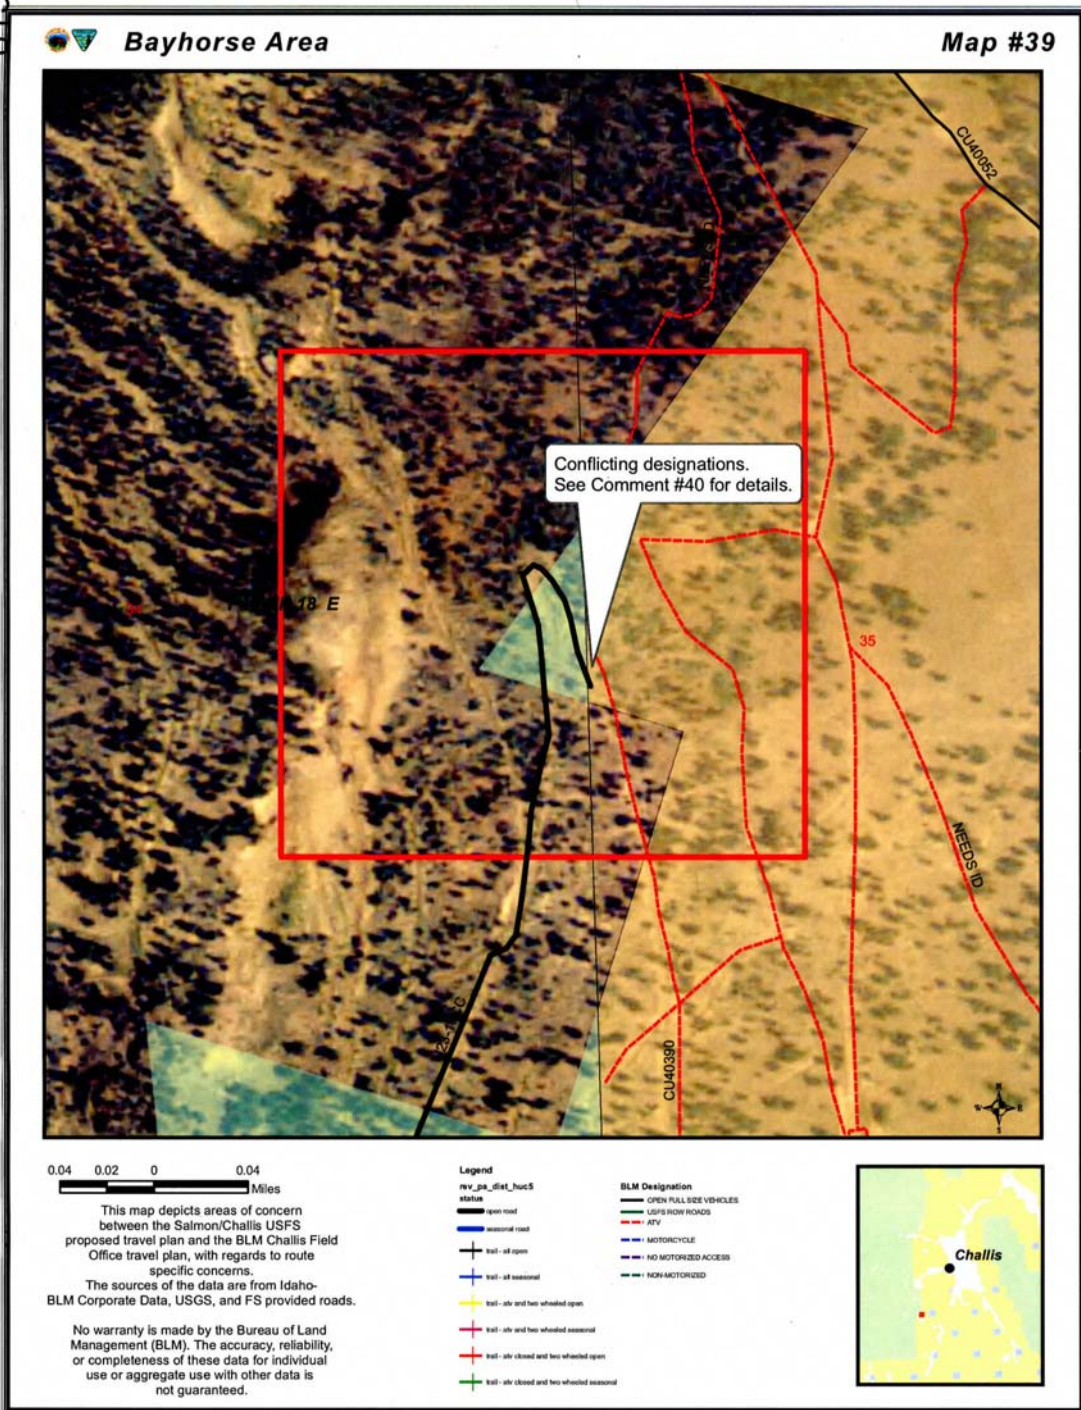 Bayhorse Area
Map #39
CU40052
Conflicting designations.
See Comment #40 for details.
18 E
35
NEEDS ID
CU40390
N
W E
S
0.04 0.02 0 0.04
Miles
This map depicts areas of concern
between the Salmon/Challis USFS
proposed travel plan and the BLM Challis Field
Office travel plan, with regards to route
specific concerns.
The sources of the data are from Idaho-
BLM Corporate Data, USGS, and FS provided roads.
No warranty is made by the Bureau of Land
Management (BLM). The accuracy, reliability,
or completeness of these data for individual
use or aggregate use with other data is
not guaranteed.
Legend
rev_pa_dist_huc5
status
open road
seasonal road
trail - all open
trail - all seasonal
trail - atv and two wheeled open
trail - atv and two wheeled seasonal
trail - atv closed and two wheeled open
trail - atv closed and two wheeled seasonal
BLM Designation
OPEN FULL SIZE VEHICLES
USFS ROW ROADS
ATV
MOTORCYCLE
NO MOTORIZED ACCESS
NON-MOTORIZED
Challis